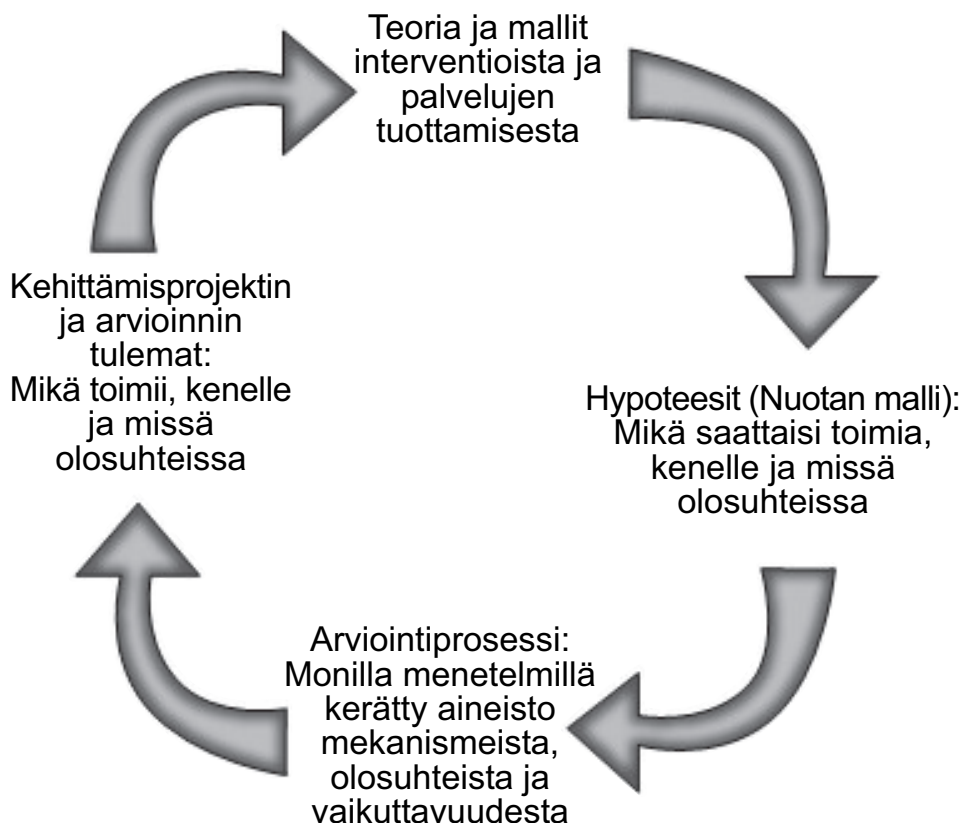 Teoria ja mallit
interventioista ja
palvelujen
tuottamisesta
Hypoteesit (Nuotan malli):
Mikä saattaisi toimia,
kenelle ja missä
olosuhteissa
Arviointiprosessi:
Monilla menetelmillä
kerätty aineisto
mekanismeista,
olosuhteista ja
vaikuttavuudesta
Kehittämisprojektin
ja arvioinnin
tulemat:
Mikä toimii, kenelle
ja missä
olosuhteissa